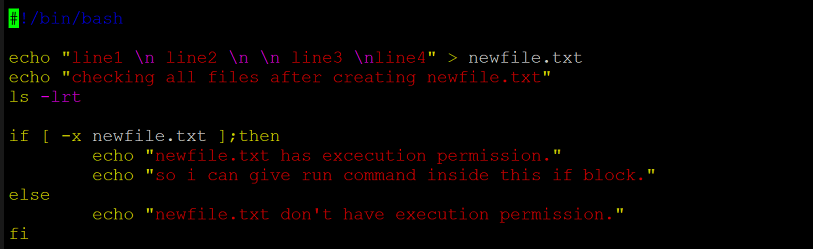 #!/bin/bash
echo "line1 \n line2 \n \n line3 \nline4" > newfile.txt
echo "checking all files after creating newfile.txt"
ls -lrt
if [ -x newfile.txt ];then
echo "newfile.txt has excecution permission."
echo "so i can give run command inside this if block."
else
echo "newfile.txt don't have execution permission."
fi